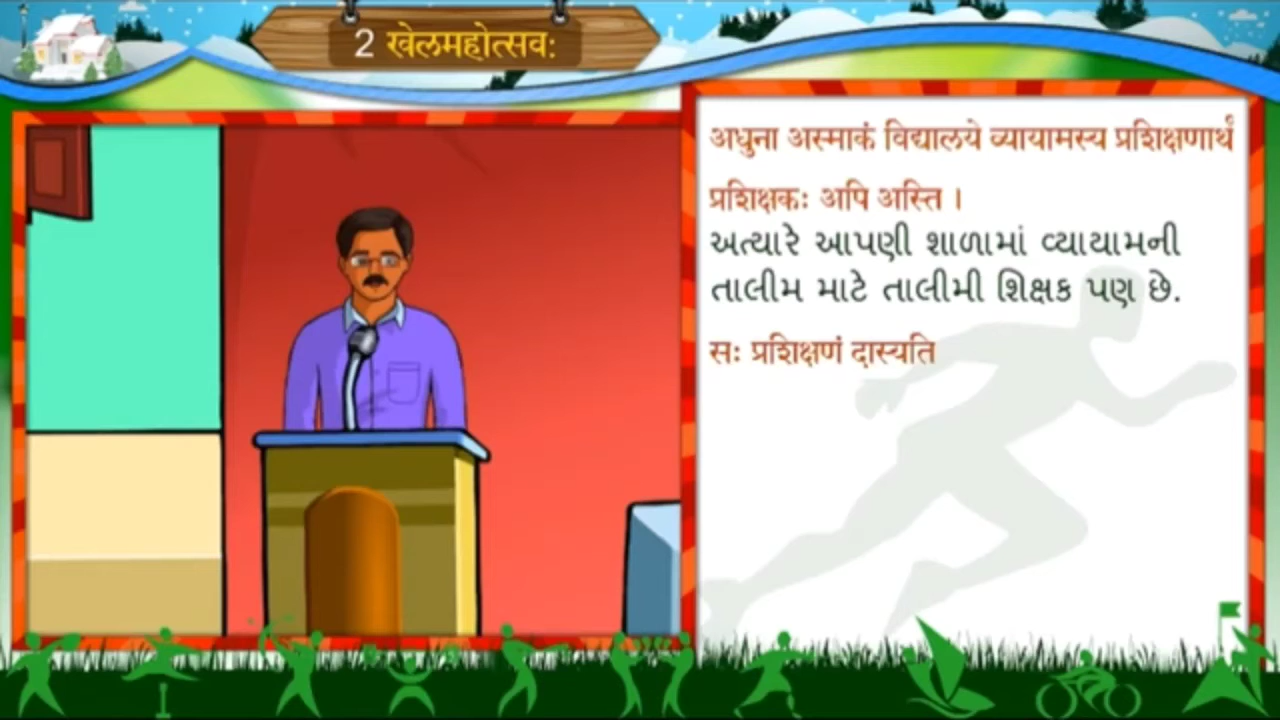 2 खेलमहोत्सवः
अधुना अस्माकं विद्यालये व्यायामस्य प्रशिक्षणार्थं
प्रशिक्षकः अपि अस्ति ।
અત્યારે આપણી શાળામાં વ્યાયામની
તાલીમ માટે તાલીમી શિક્ષક પણ છે.
सः प्रशिक्षणं दास्यति